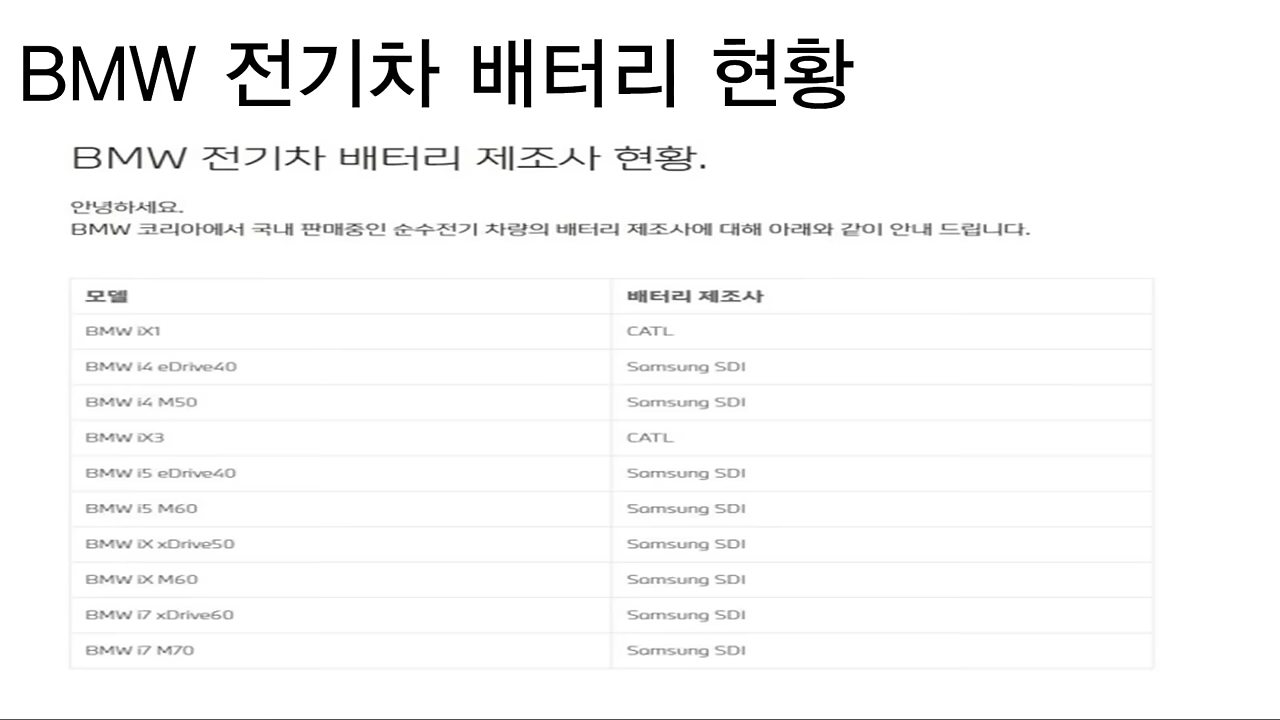 BMW 전기차 배터리 현황
BMW 전기차 배터리 제조사 현황.
안녕하세요.
BMW 코리아에서 국내 판매중인 순수전기 차량의 배터리 제조사에 대해 아래와 같이 안내 드립니다.
모델 배터리 제조사
BMW iX1 CATL
BMW i4 eDrive40 Samsung SDI
BMW i4 M50 Samsung SDI
BMW iX3 CATL
BMW i5 eDrive40 Samsung SDI
BMW i5 M60 Samsung SDI
BMW iX xDrive50 Samsung SDI
BMW iX M60 Samsung SDI
BMW i7 xDrive60 Samsung SDI
BMW i7 M70 Samsung SDI